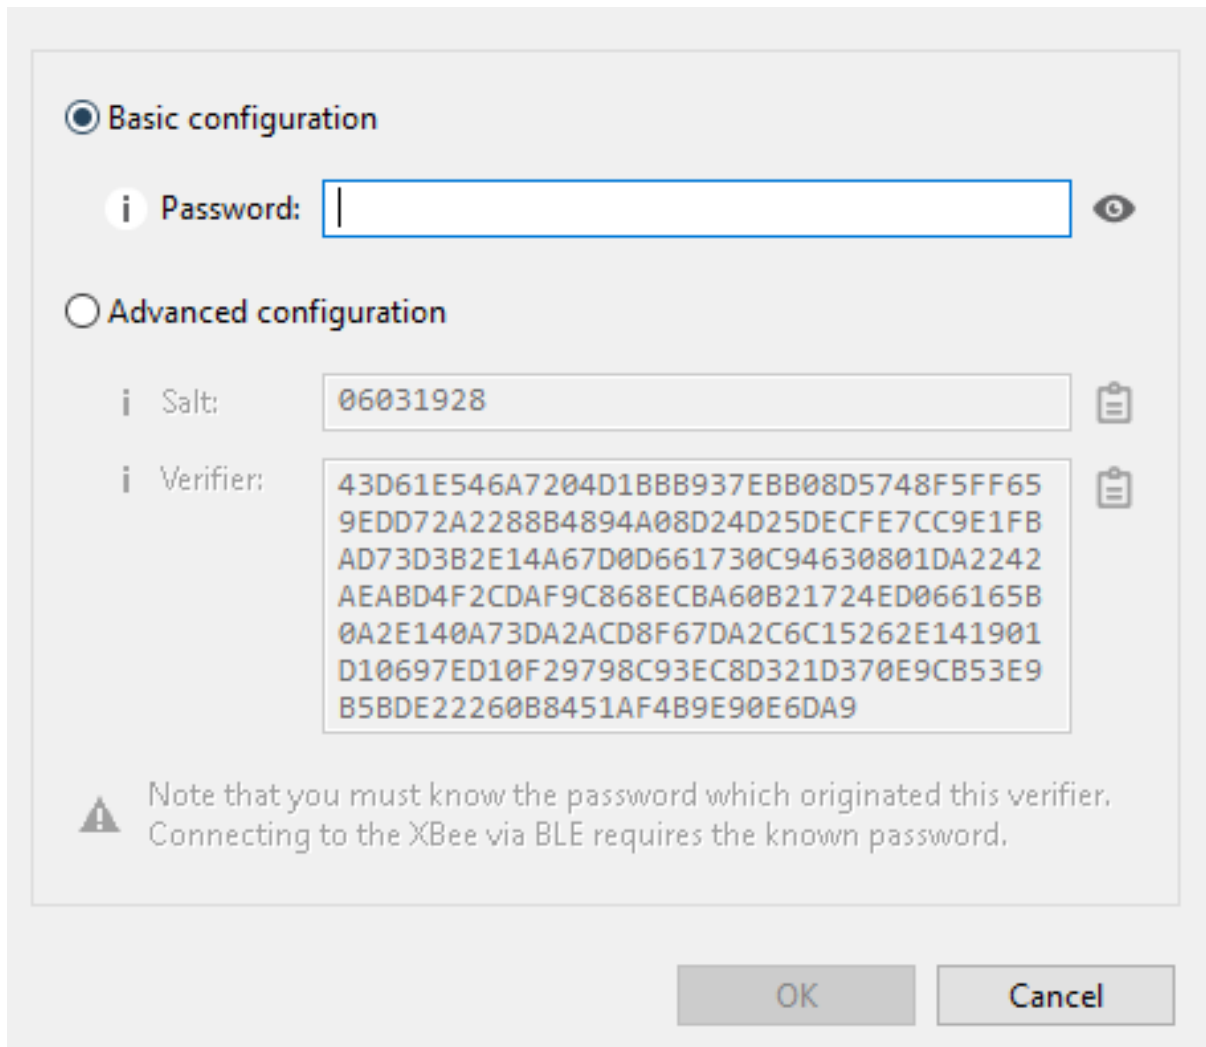 Basic configuration
Password:
Advanced configuration
Salt:
06031928
Verifier:
43D61E546A7204D1BBB937EBB08D5748F5FF65
9EDD72A2288B4894A08D24D25DECFE7CC9E1FB
AD73D3B2E14A67D0D661730C94630801DA2242
AEABD4F2CDAF9C868ECBA60B21724ED066165B
0A2E140A73DA2ACD8F67DA2C6C15262E141901
D10697ED10F29798C93EC8D321D370E9CB53E9
B5BDE22260B8451AF4B9E90E6DA9
Note that you must know the password which originated this verifier.
Connecting to the XBee via BLE requires the known password.
OK
Cancel